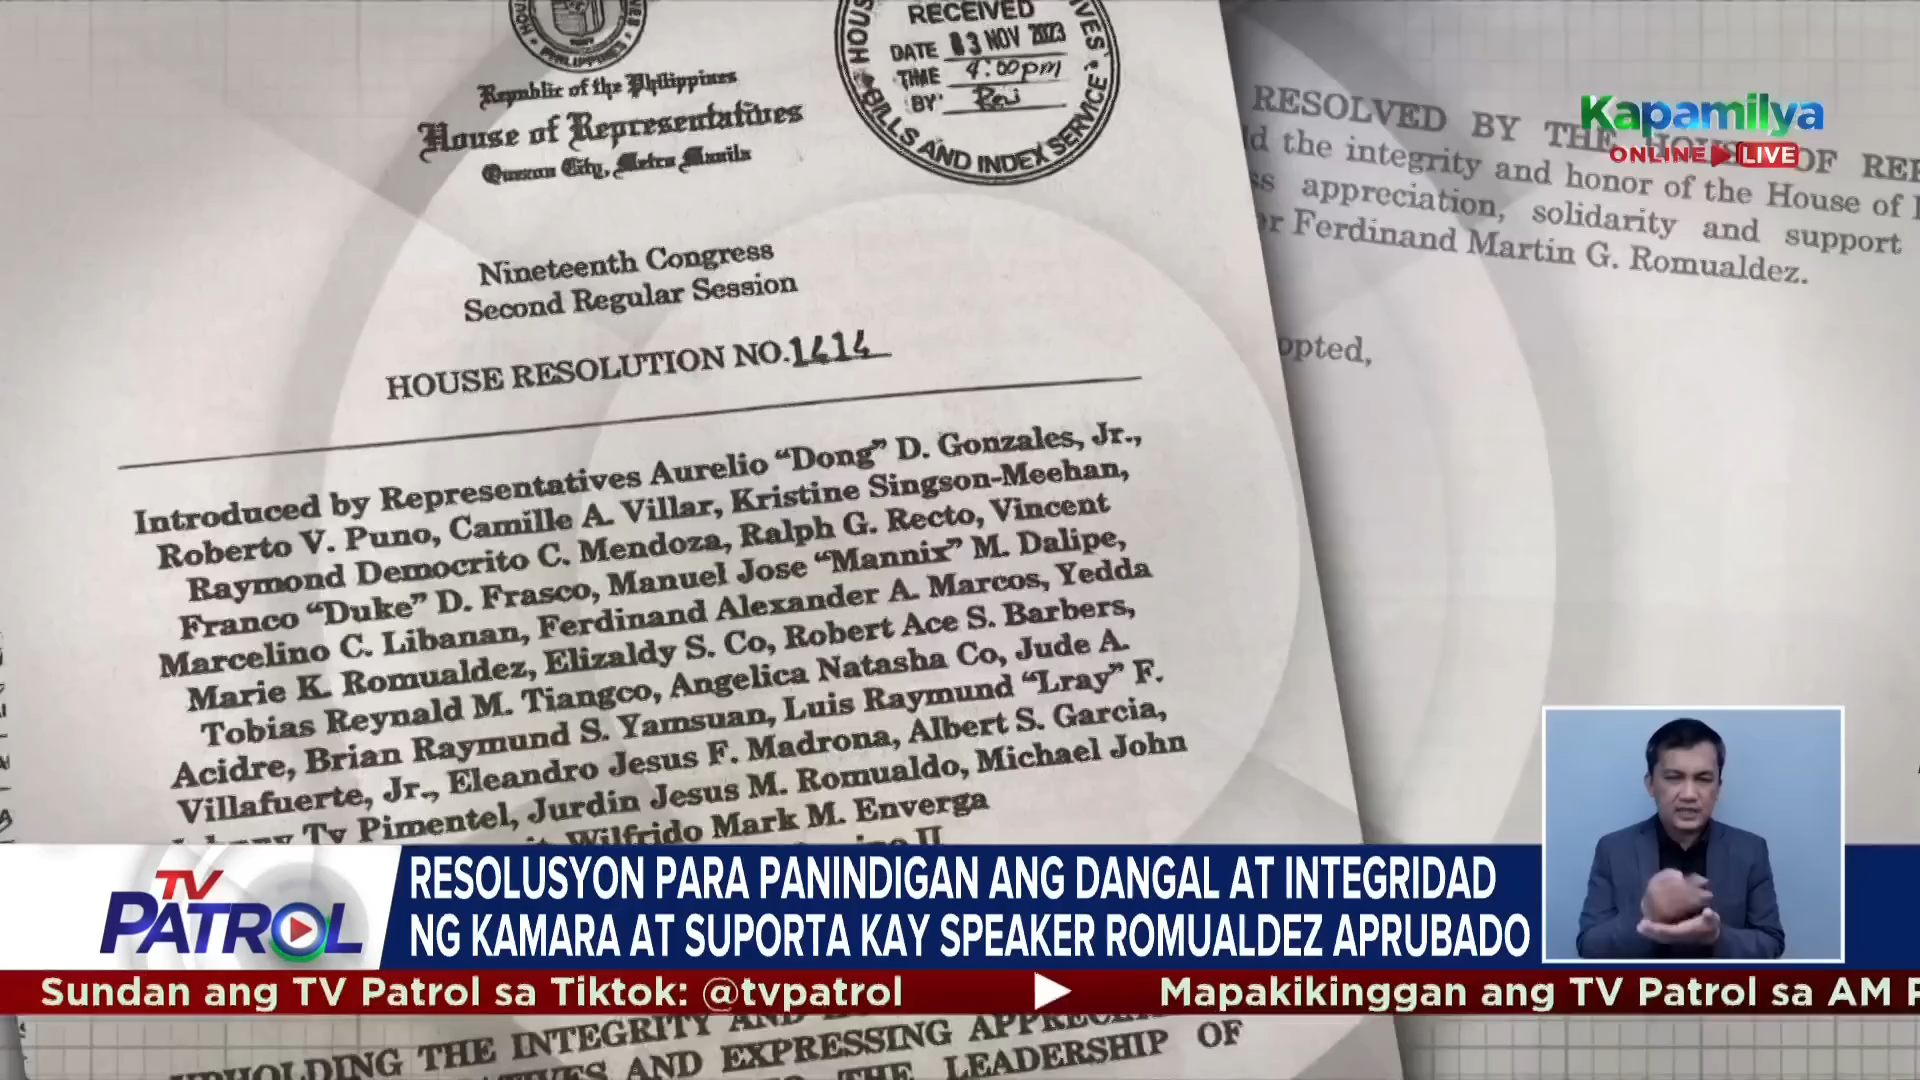 RECEIVED
DATE 13 NOV 2023
TIME 4:00pm
BY:
BILLS AND INDEX SERVICE
PHILIPPINES
Republic of the Philippines
House of Representatives
Quezon City, Metro Manila
Nineteenth Congress
Second Regular Session
HOUSE RESOLUTION NO. 1414
Introduced by Representatives Aurelio “Dong” D. Gonzales, Jr.,
Roberto V. Puno, Camille A. Villar, Kristine Singson-Meehan,
Raymond Democrito C. Mendoza, Ralph G. Recto, Vincent
Franco “Duke” D. Frasco, Manuel Jose “Mannix” M. Dalipe,
Marcelino C. Libanan, Ferdinand Alexander A. Marcos, Yedda
Marie K. Romualdez, Elizaldy S. Co, Robert Ace S. Barbers,
Tobias Reynald M. Tiangco, Angelica Natasha Co, Jude A.
Acidre, Brian Raymund S. Yamsuan, Luis Raymund “Lray” F.
Villafuerte, Jr., Eleandro Jesus F. Madrona, Albert S. Garcia,
Ty Pimentel, Jurdin Jesus M. Romualdo, Michael John
Wilfrido Mark M. Enverga
II
RESOLVED BY THE HOUSE OF
the integrity and honor of the House of
appreciation, solidarity and support
Ferdinand Martin G. Romualdez.
Kapamilya
ONLINE LIVE
TV
PATROL
RESOLUSYON PARA PANINDIGAN ANG DANGAL AT INTEGRIDAD
NG KAMARA AT SUPORTA KAY SPEAKER ROMUALDEZ APRUBADO
Sundan ang TV Patrol sa Tiktok: @tvpatrol Mapakikinggan ang TV Patrol sa AM
THE INTEGRITY AND
AND EXPRESSING
THE LEADERSHIP OF